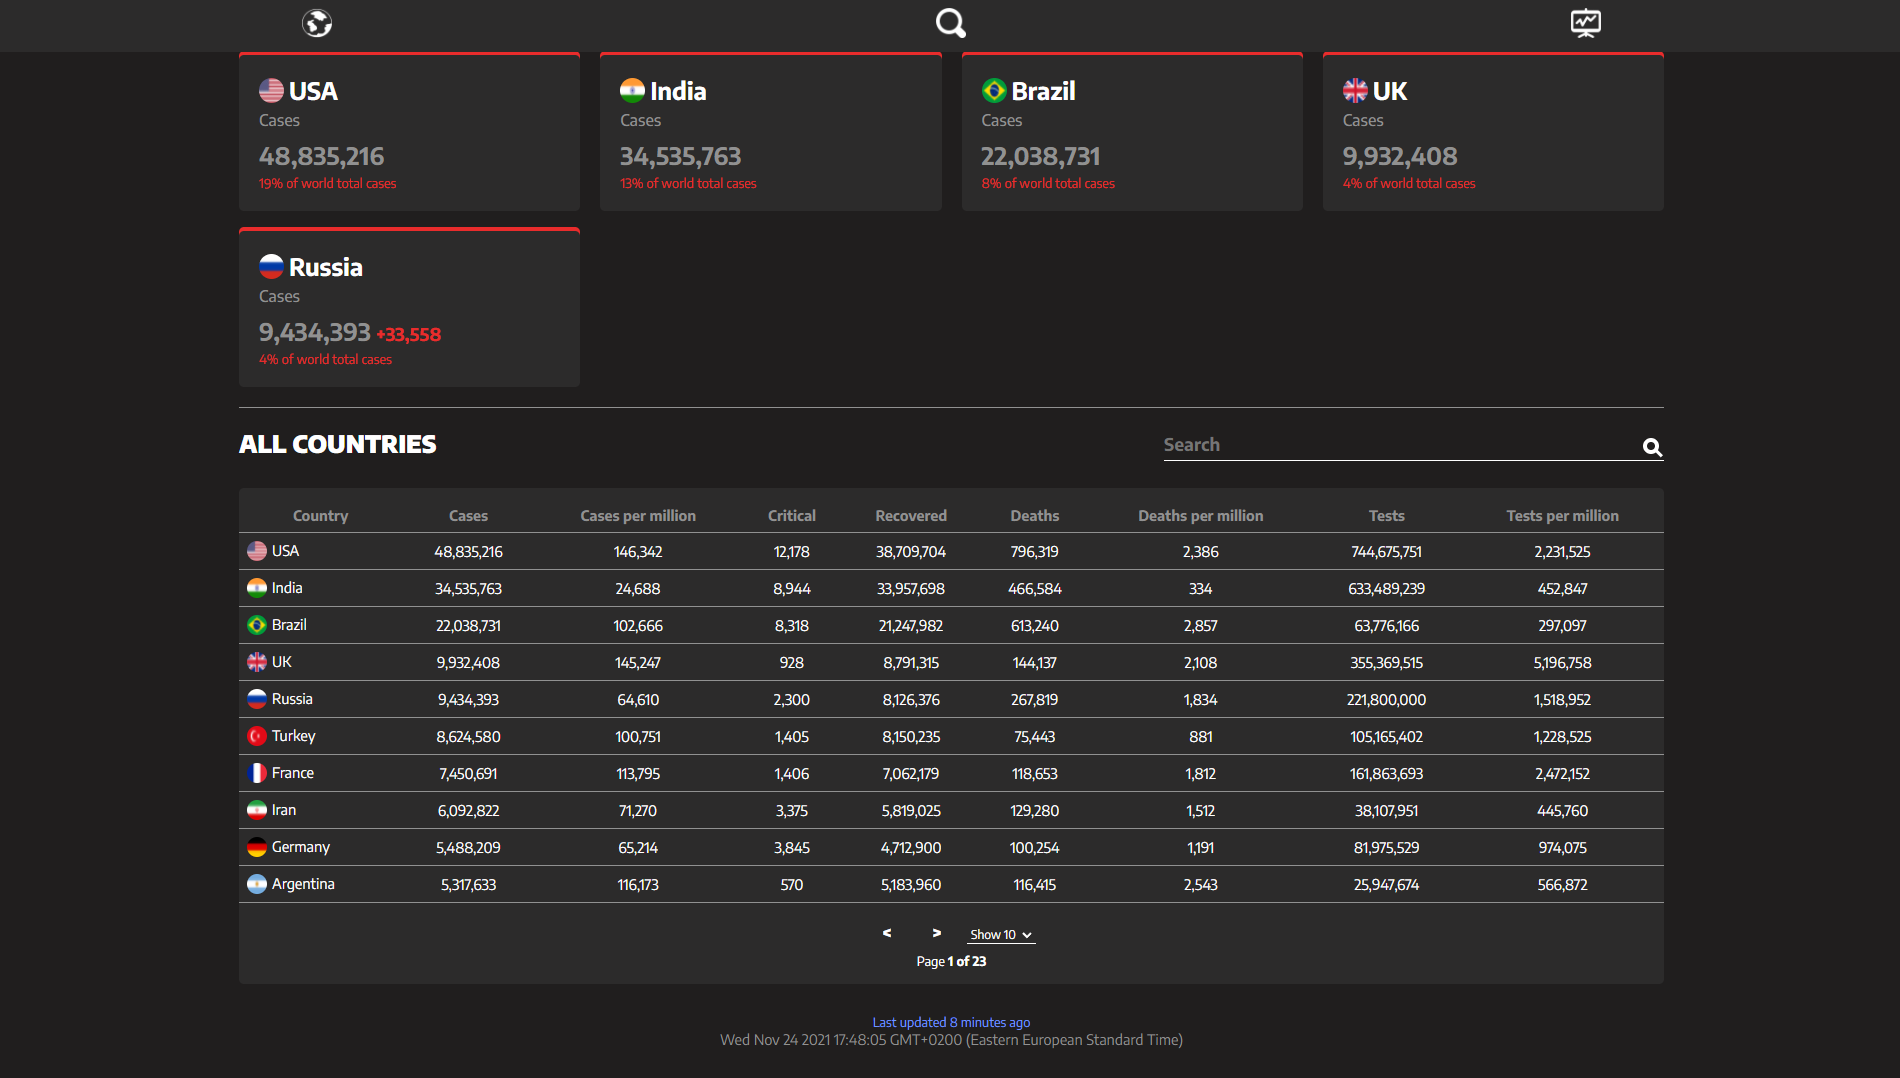 USA
Cases
48,835,216
19% of world total cases
India
Cases
34,535,763
13% of world total cases
Brazil
Cases
22,038,731
8% of world total cases
UK
Cases
9,932,408
4% of world total cases
Russia
Cases
9,434,393 +33,558
4% of world total cases
ALL COUNTRIES
Search
Country Cases Cases per million Critical Recovered Deaths Deaths per million Tests Tests per million
USA 48,835,216 146,342 12,178 38,709,704 796,319 2,386 744,675,751 2,231,525
India 34,535,763 24,688 8,944 33,957,698 466,584 334 633,489,239 452,847
Brazil 22,038,731 102,666 8,318 21,247,982 613,240 2,857 63,776,166 297,097
UK 9,932,408 145,247 928 8,791,315 144,137 2,108 355,369,515 5,196,758
Russia 9,434,393 64,610 2,300 8,126,376 267,819 1,834 221,800,000 1,518,952
Turkey 8,624,580 100,751 1,405 8,150,235 75,443 881 105,165,402 1,228,525
France 7,450,691 113,795 1,406 7,062,179 118,653 1,812 161,863,693 2,472,152
Iran 6,092,822 71,270 3,375 5,819,025 129,280 1,512 38,107,951 445,760
Germany 5,488,209 65,214 3,845 4,712,900 100,254 1,191 81,975,529 974,075
Argentina 5,317,633 116,173 570 5,183,960 116,415 2,543 25,947,674 566,872
< > Show 10
Page 1 of 23
Last updated 8 minutes ago
Wed Nov 24 2021 17:48:05 GMT+0200 (Eastern European Standard Time)